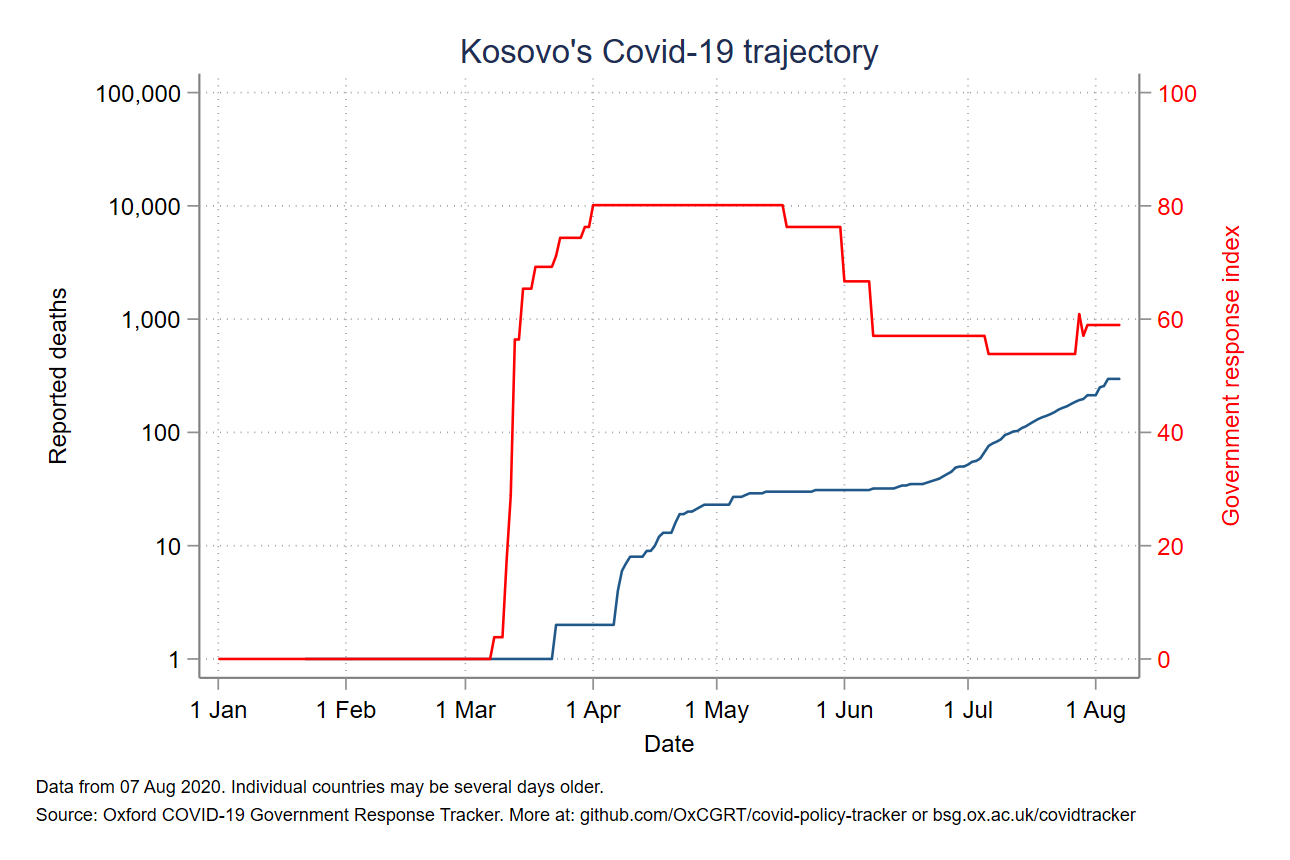 Kosovo's Covid-19 trajectory
100,000
10,000
1,000
100
10
1
Reported deaths
100
80
60
40
20
0
Government response index
1 Jan
1 Feb
1 Mar
1 Apr
1 May
1 Jun
1 Jul
1 Aug
Date
Data from 07 Aug 2020. Individual countries may be several days older.
Source: Oxford COVID-19 Government Response Tracker. More at: github.com/OxCGRT/covid-policy-tracker or bsg.ox.ac.uk/covidtracker